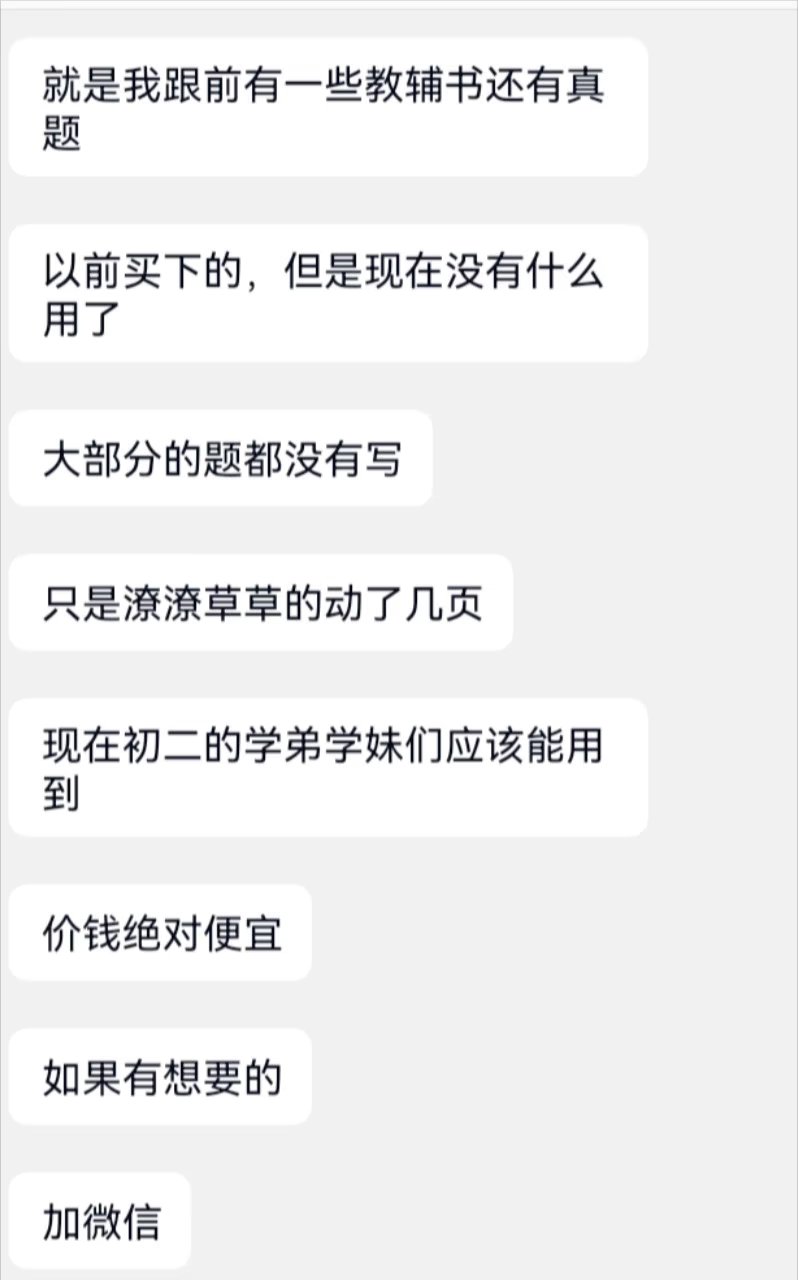 就是我跟前有一些教辅书还有真
题
以前买下的，但是现在没有什么
用了
大部分的题都没有写
只是潦潦草草的动了几页
现在初二的学弟学妹们应该能用
到
价钱绝对便宜
如果有想要的
加微信